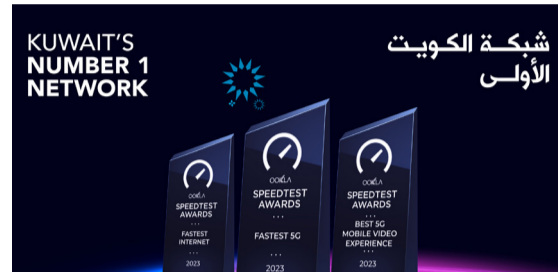 KUWAIT'S
NUMBER 1
NETWORK
شبكة الكويت
الأولى
OOKLA
SPEEDTEST
AWARDS
...
FASTEST
INTERNET
2023
OOKLA
SPEEDTEST
AWARDS
...
FASTEST 5G
2023
OOKLA
SPEEDTEST
AWARDS
...
BEST 5G
MOBILE VIDEO
EXPERIENCE
...
2023